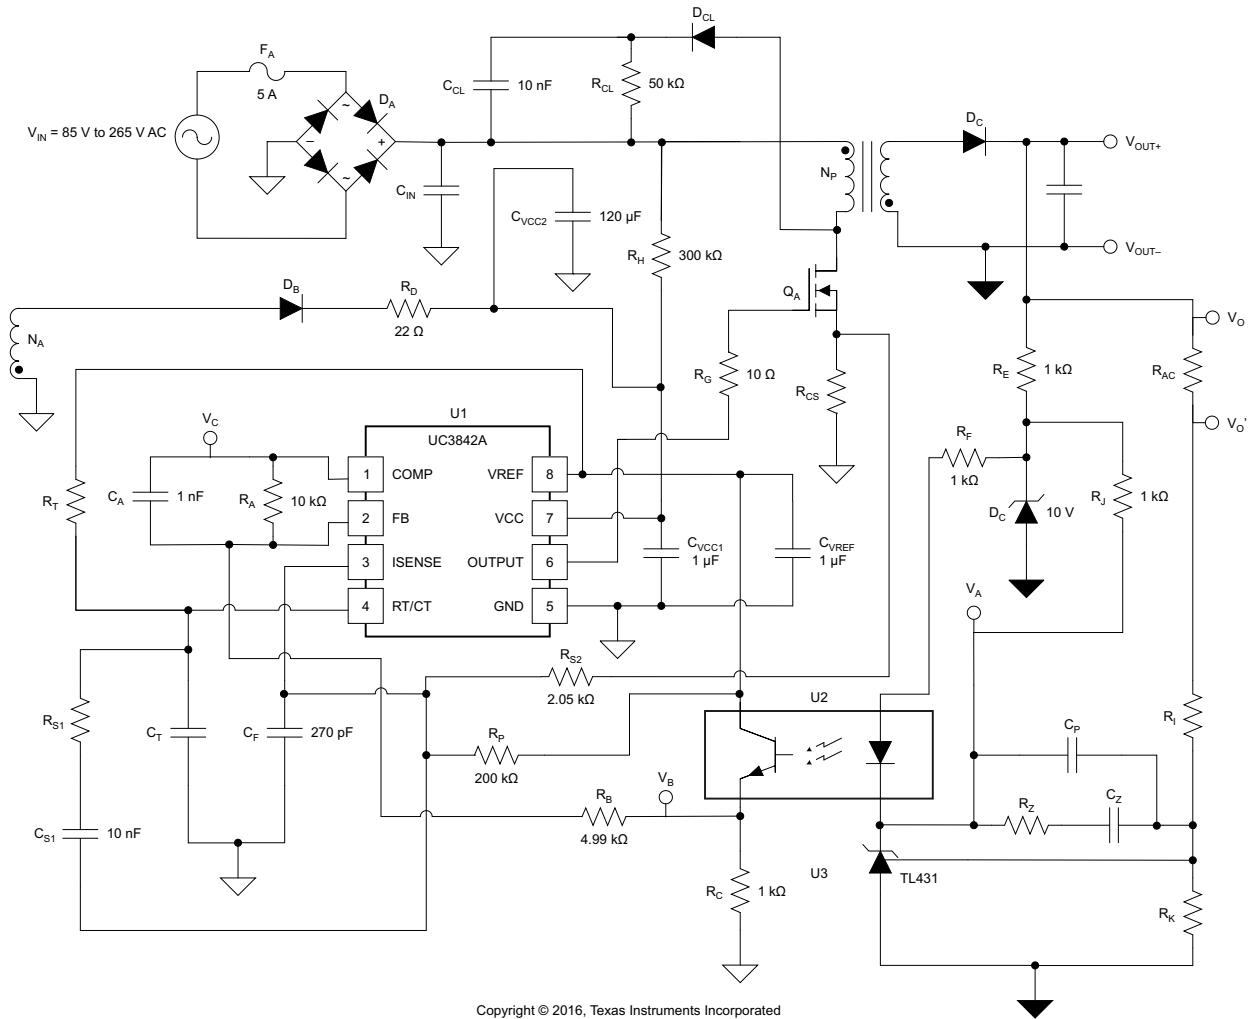 D_CL
F_A
5 A
D_A
~
V_IN = 85 V to 265 V AC
–
+
~
C_CL
10 nF
R_CL
50 kΩ
D_C
V_OUT+
C_IN
N_P
C_VCC2
120 µF
V_OUT–
R_H
300 kΩ
Q_A
D_B
R_D
22 Ω
N_A
V_O
R_G
10 Ω
R_CS
R_E
1 kΩ
R_AC
V_O'
V_C
U1
UC3842A
1
COMP
VREF
8
R_F
1 kΩ
R_T
C_A
1 nF
R_A
10 kΩ
2
FB
VCC
7
D_C
10 V
R_J
1 kΩ
3
ISENSE
OUTPUT
6
C_VCC1
1 µF
C_VREF
1 µF
4
RT/CT
GND
5
V_A
R_S2
2.05 kΩ
U2
R_S1
C_T
C_F
270 pF
R_P
200 kΩ
C_P
R_I
V_B
R_B
4.99 kΩ
R_Z
C_Z
C_S1
10 nF
U3
TL431
R_C
1 kΩ
R_K
Copyright © 2016, Texas Instruments Incorporated